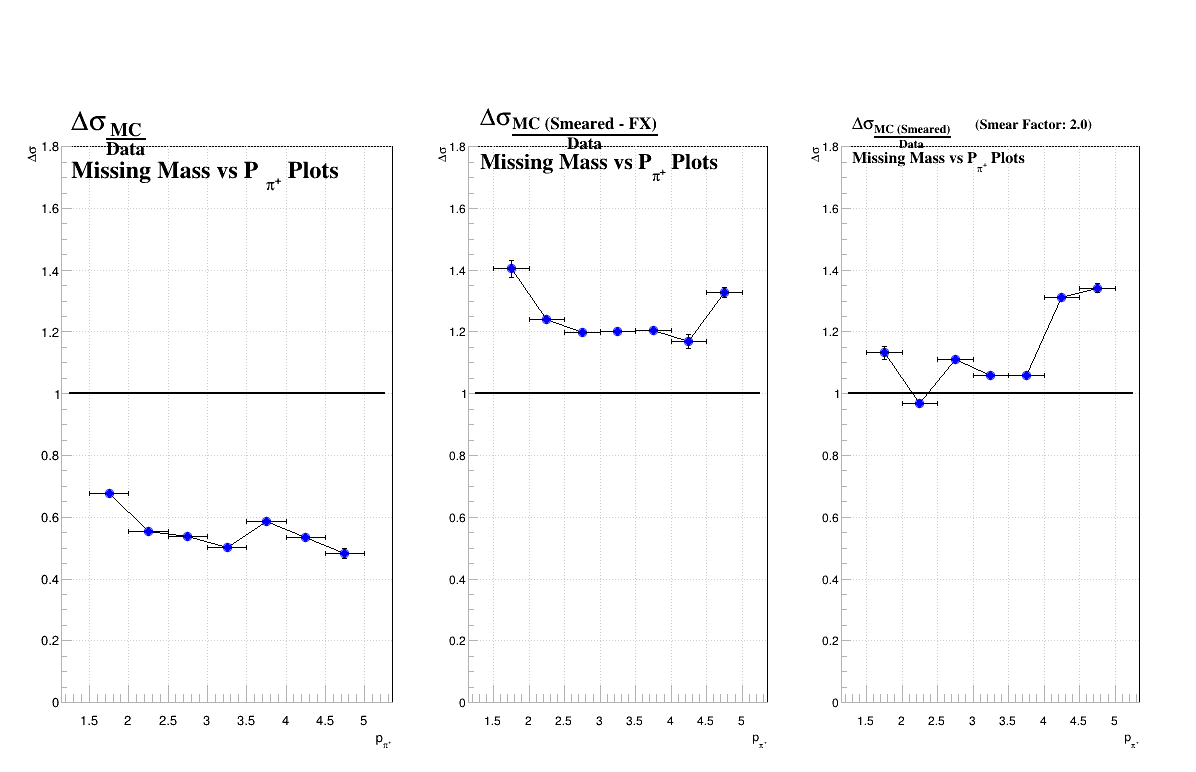 Δσ MC
Data
Missing Mass vs P π+ Plots
Δσ
1.8
1.6
1.4
1.2
1
0.8
0.6
0.4
0.2
0
1.5 2 2.5 3 3.5 4 4.5 5
pπ+
Δσ MC (Smeared - FX)
Data
Missing Mass vs P π+ Plots
Δσ
1.8
1.6
1.4
1.2
1
0.8
0.6
0.4
0.2
0
1.5 2 2.5 3 3.5 4 4.5 5
pπ+
Δσ MC (Smeared) (Smear Factor: 2.0)
Data
Missing Mass vs P π+ Plots
Δσ
1.8
1.6
1.4
1.2
1
0.8
0.6
0.4
0.2
0
1.5 2 2.5 3 3.5 4 4.5 5
pπ+